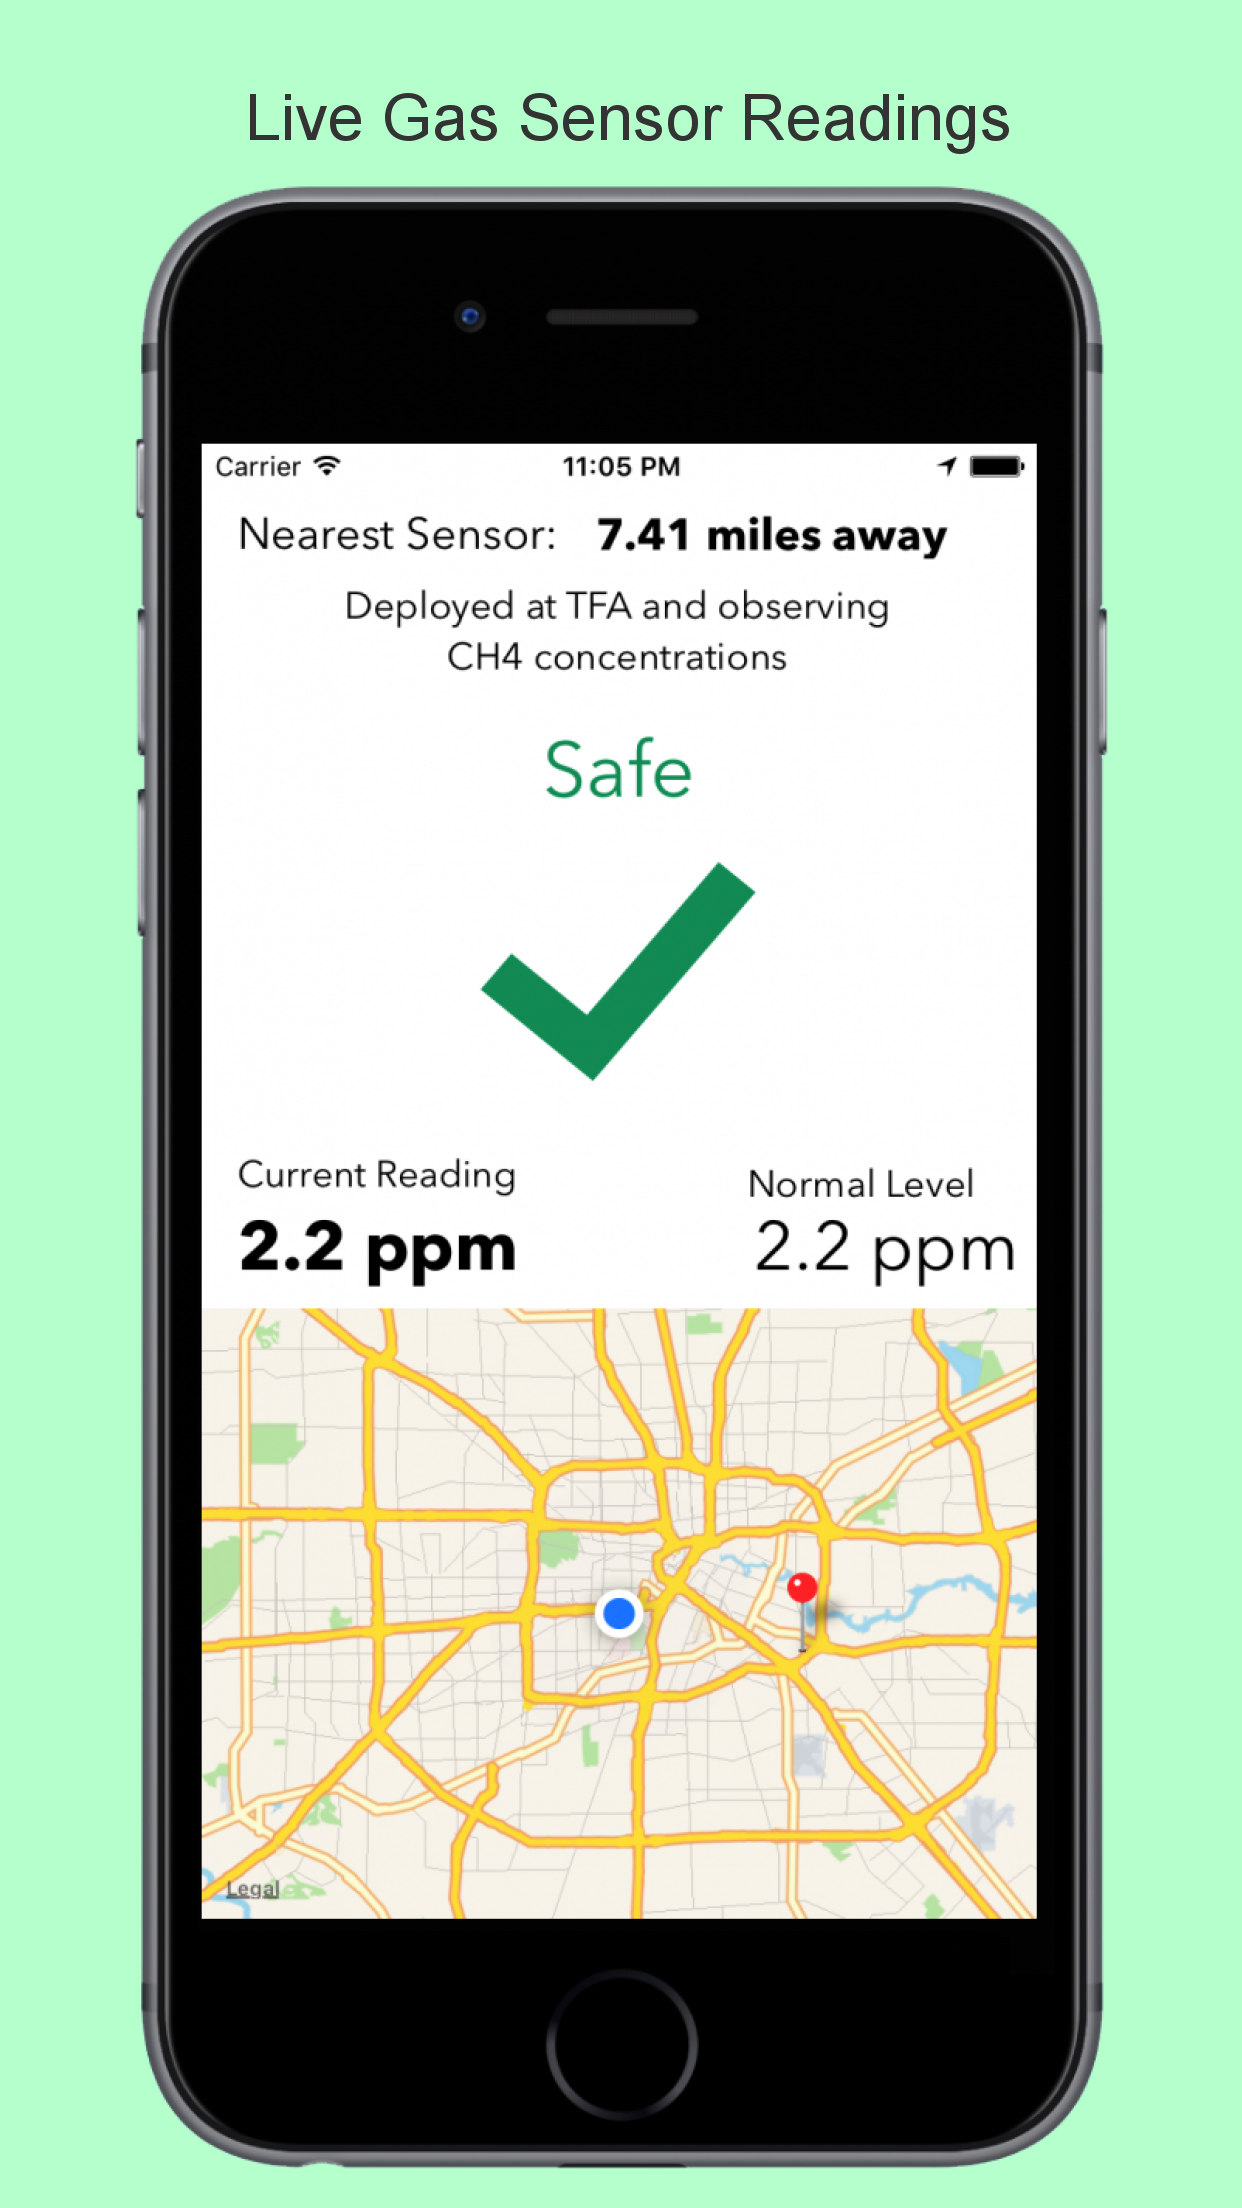 Live Gas Sensor Readings
Carrier 11:05 PM
Nearest Sensor: 7.41 miles away
Deployed at TFA and observing
CH4 concentrations
Safe
Current Reading
Normal Level
2.2 ppm
2.2 ppm
Legal